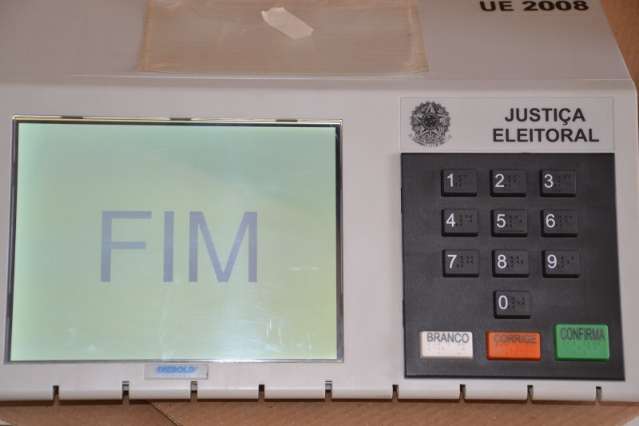 UE 2008
JUSTIÇA
ELEITORAL
FIM
1 2 3
4 5 6
7 8 9
0
BRANCO CORRIGE CONFIRMA
DIEBOLD